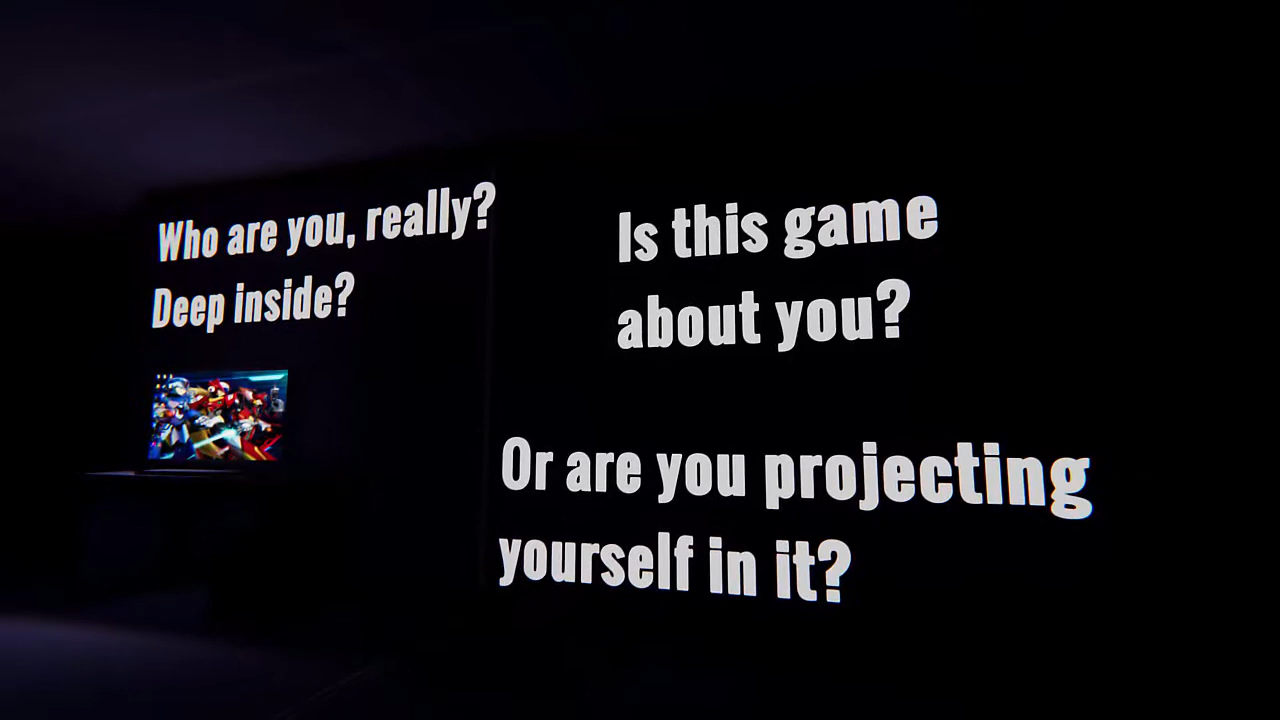 Who are you, really?
Deep inside?
Is this game
about you?
Or are you projecting
yourself in it?